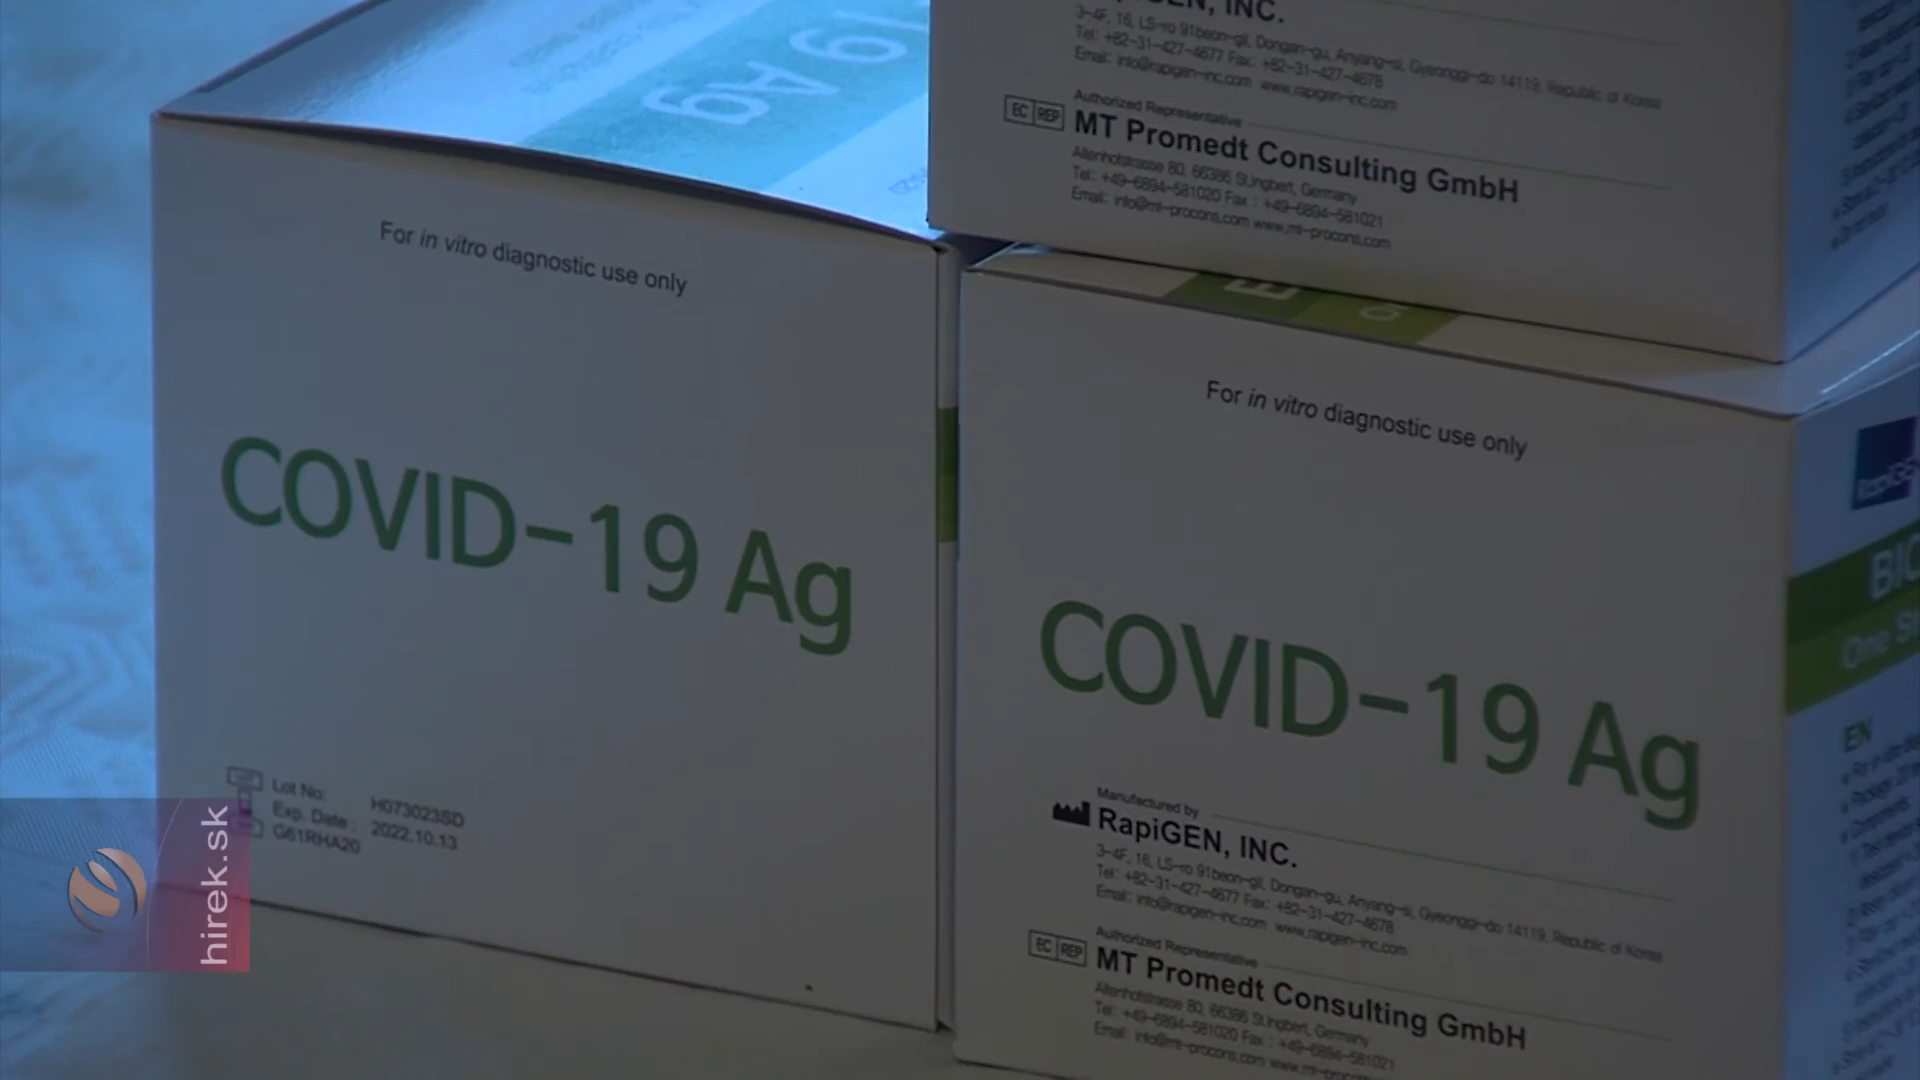 19
Ag
For in vitro diagnostic use only
COVID-19 Ag
Lot No: H073023SD
Exp. Date : 2022.10.13
G61RHA20
INC.
3-4F, 16, LS-ro 91beon-gil, Dongan-gu, Anyang-si, Gyeonggi-do 14119, Republic of Korea
Tel: +82-31-427-4677 Fax: +82-31-427-4678
Email: info@rapigen-inc.com www.rapigen-inc.com
Authorized Representative
EC REP MT Promedt Consulting GmbH
Altenhofstrasse 80, 66386 St.Ingbert, Germany
Tel: +49-6894-581020 Fax : +49-6894-581021
Email: info@mt-procons.com www.mt-procons.com
For in vitro diagnostic use only
COVID-19 Ag
Manufactured by
RapiGEN, INC.
3-4F, 16, LS-ro 91beon-gil, Dongan-gu, Anyang-si, Gyeonggi-do 14119, Republic of Korea
Tel: +82-31-427-4677 Fax: +82-31-427-4678
Email: info@rapigen-inc.com www.rapigen-inc.com
Authorized Representative
EC REP MT Promedt Consulting GmbH
Altenhofstrasse 80, 66386 St.Ingbert, Germany
Tel: +49-6894-581020 Fax : +49-6894-581021
Email: info@mt-procons.com www.mt-procons.com
One
EN
hirek.sk